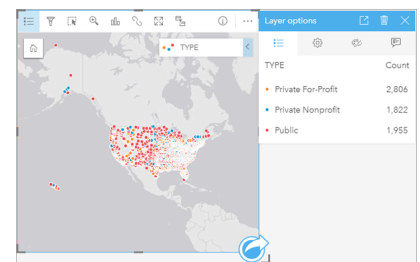 Layer options
TYPE
TYPE Count
Private For-Profit 2,806
Private Nonprofit 1,822
Public 1,955